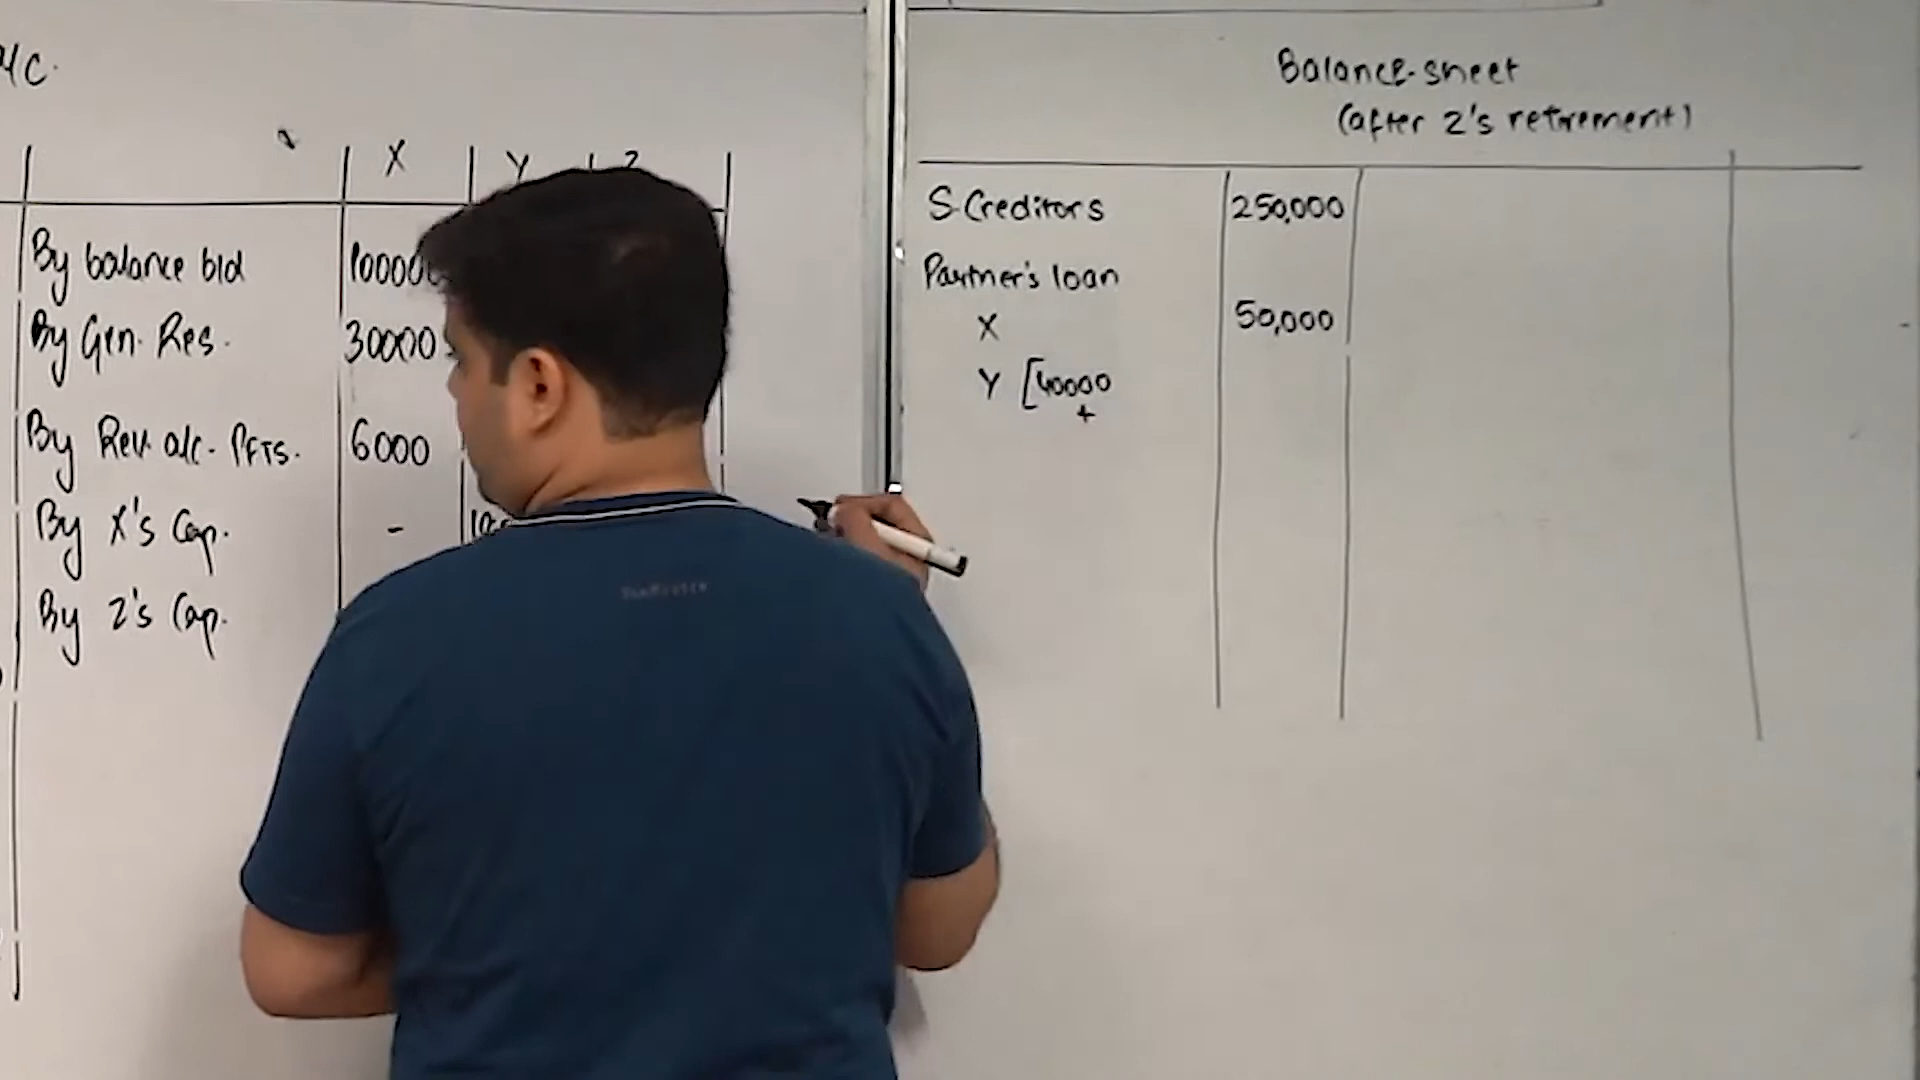 A/C.
X Y Z
By balance b/d 100000
By Gen. Res. 30000
By Rev. a/c. Pfts. 6000
By X's Cap. -
By Z's Cap.
Balance-sheet
(after Z's retirement)
S. Creditors 250,000
Partner's loan
X 50,000
Y [40000
+